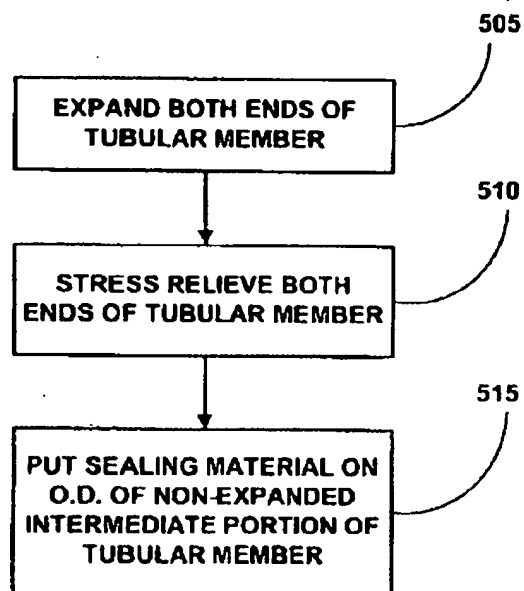 505
EXPAND BOTH ENDS OF
TUBULAR MEMBER
510
STRESS RELIEVE BOTH
ENDS OF TUBULAR MEMBER
515
PUT SEALING MATERIAL ON
O.D. OF NON-EXPANDED
INTERMEDIATE PORTION OF
TUBULAR MEMBER